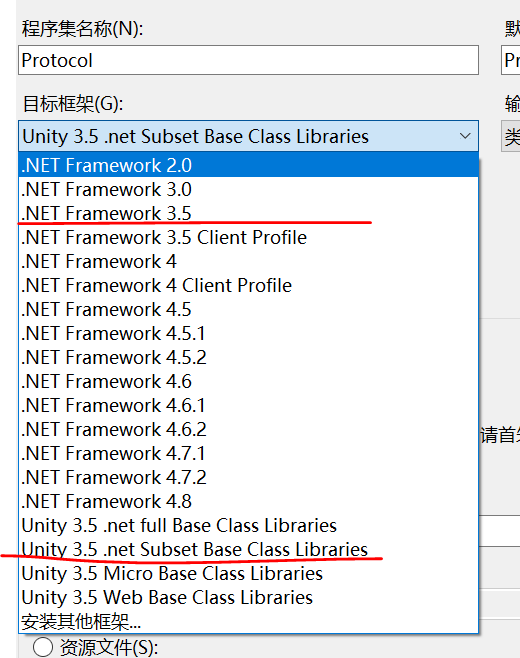 程序集名称(N):
默
Protocol
Pr
目标框架(G):
输
Unity 3.5 .net Subset Base Class Libraries
类
.NET Framework 2.0
.NET Framework 3.0
.NET Framework 3.5
.NET Framework 3.5 Client Profile
.NET Framework 4
.NET Framework 4 Client Profile
.NET Framework 4.5
.NET Framework 4.5.1
.NET Framework 4.5.2
.NET Framework 4.6
.NET Framework 4.6.1
.NET Framework 4.6.2
请首先
.NET Framework 4.7.1
.NET Framework 4.7.2
.NET Framework 4.8
Unity 3.5 .net full Base Class Libraries
Unity 3.5 .net Subset Base Class Libraries
Unity 3.5 Micro Base Class Libraries
Unity 3.5 Web Base Class Libraries
安装其他框架...
资源文件(S):